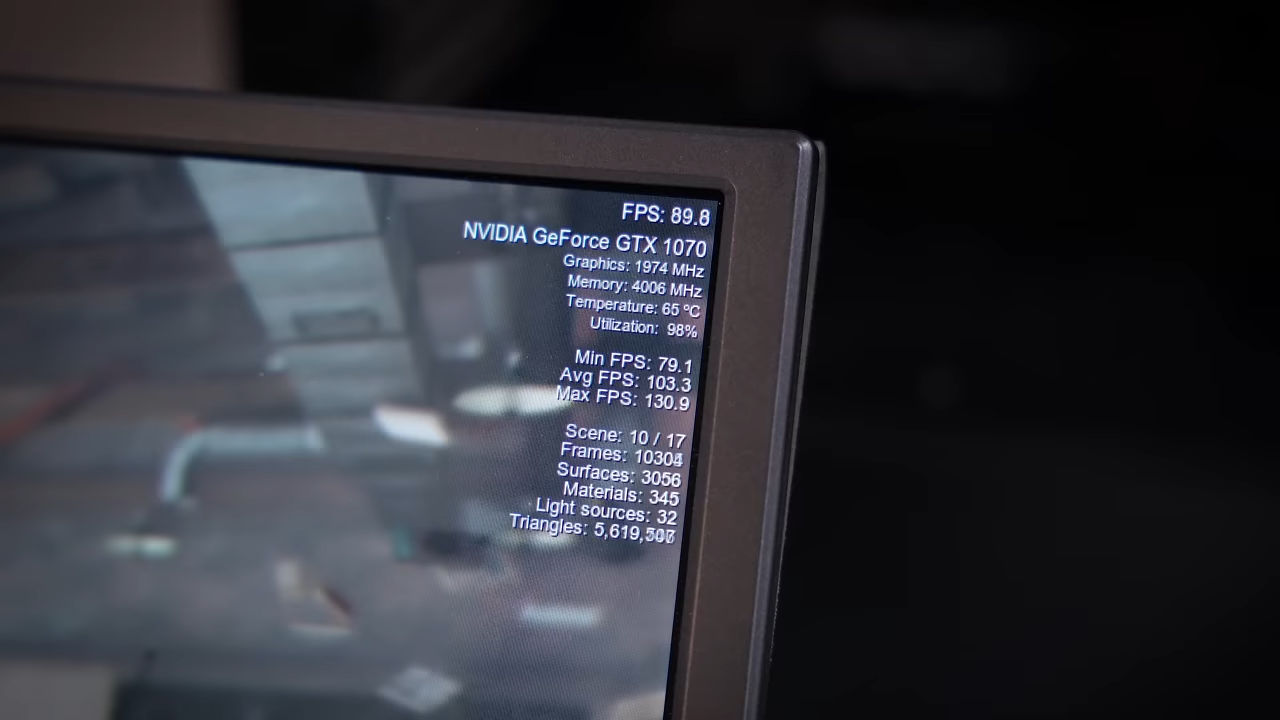 FPS: 89.8
NVIDIA GeForce GTX 1070
Graphics: 1974 MHz
Memory: 4006 MHz
Temperature: 65 ºC
Utilization: 98%
Min FPS: 79.1
Avg FPS: 103.3
Max FPS: 130.9
Scene: 10 / 17
Frames:
Surfaces: 3056
Materials: 345
Light sources: 32
Triangles: